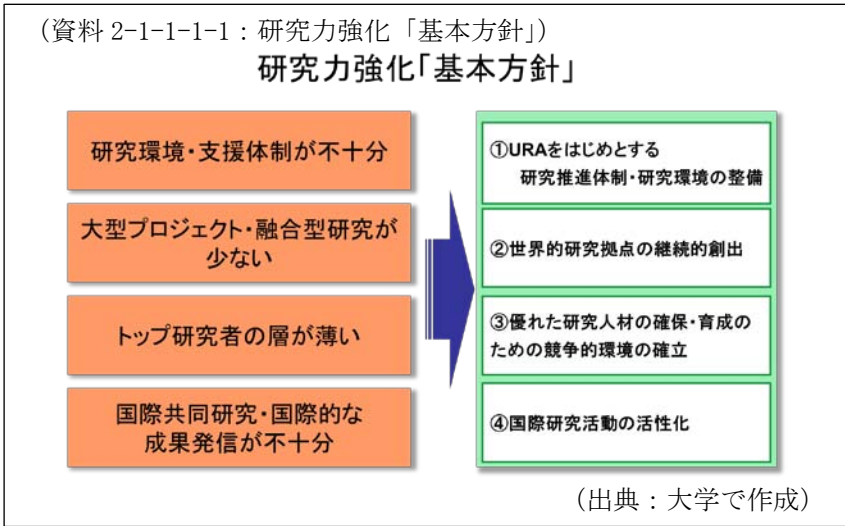 （資料 2-1-1-1-1：研究力強化「基本方針」）
研究力強化「基本方針」
研究環境・支援体制が不十分
大型プロジェクト・融合型研究が
少ない
トップ研究者の層が薄い
国際共同研究・国際的な
成果発信が不十分
①URAをはじめとする
研究推進体制・研究環境の整備
②世界的研究拠点の継続的創出
③優れた研究人材の確保・育成の
ための競争的環境の確立
④国際研究活動の活性化
（出典：大学で作成）